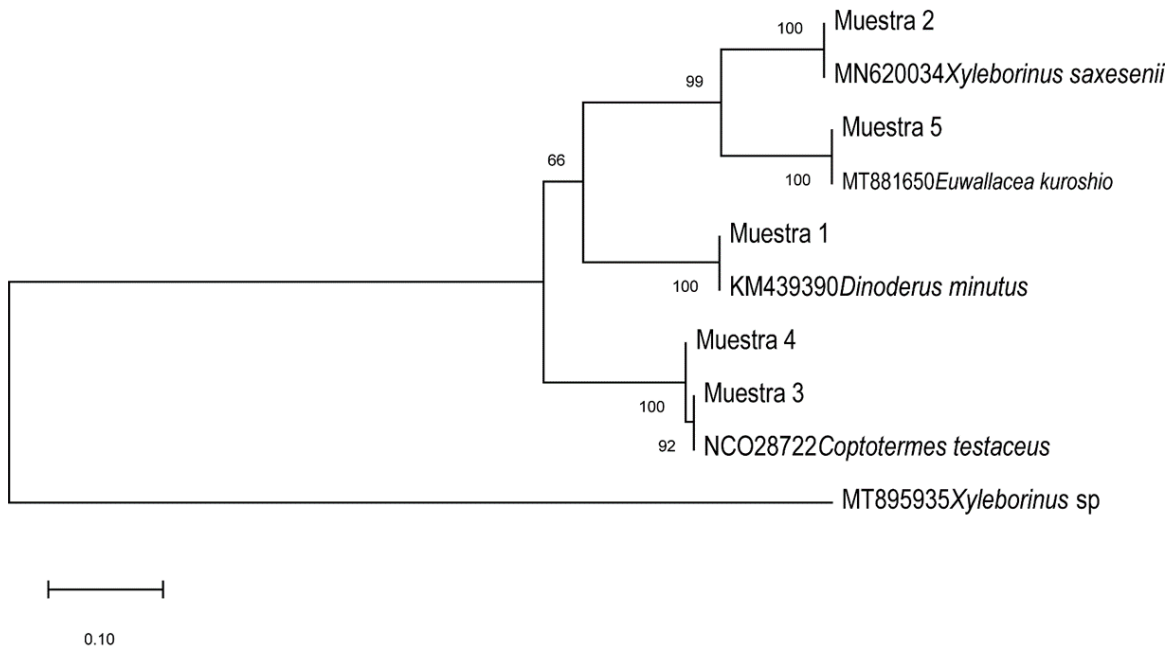 100
Muestra 2
MN620034Xyleborinus saxesenii
99
Muestra 5
100
MT881650Euwallacea kuroshio
66
Muestra 1
100
KM439390Dinoderus minutus
Muestra 4
100
Muestra 3
92
NCO28722Coptotermes testaceus
MT895935Xyleborinus sp
0.10